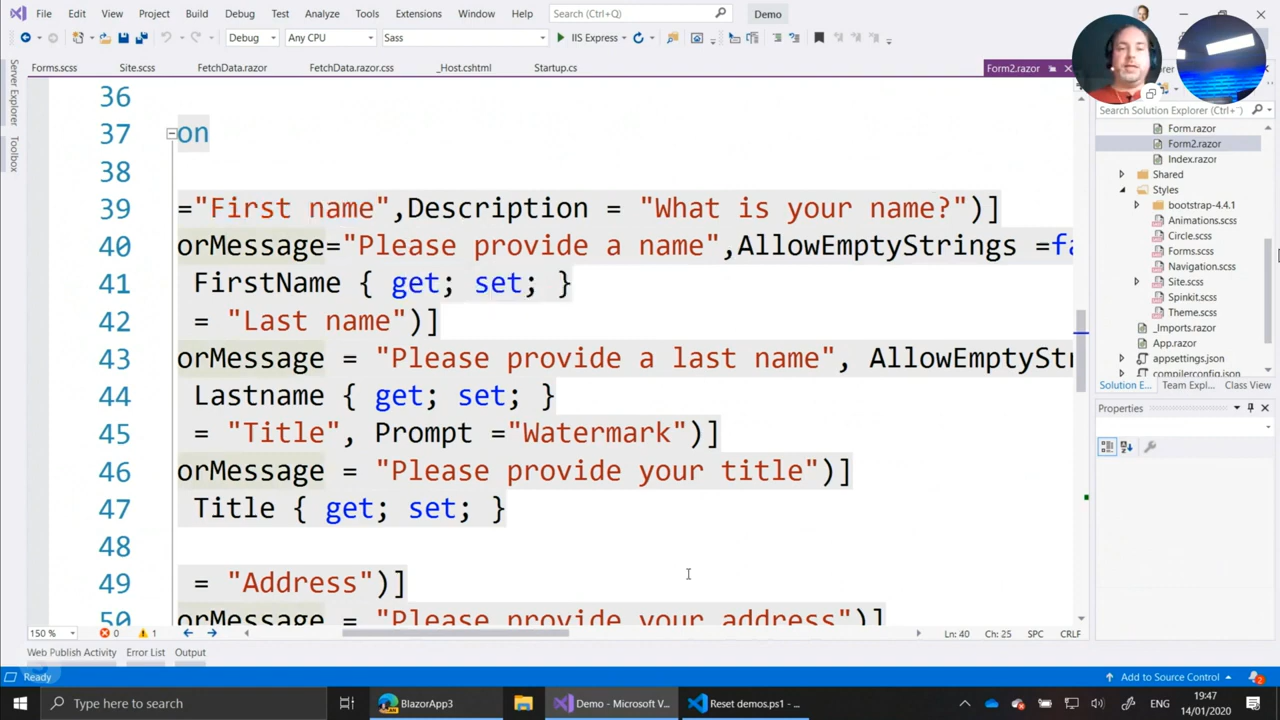 File Edit View Project Build Debug Test Analyze Tools Extensions Window Help Search (Ctrl+Q) Demo
Debug Any CPU Sass IIS Express
Forms.scss Site.scss FetchData.razor FetchData.razor.css _Host.cshtml Startup.cs Form2.razor
Server Explorer
Toolbox
36
37 on
38
39 ="First name",Description = "What is your name?")]
40 orMessage="Please provide a name",AllowEmptyStrings =fa
41 FirstName { get; set; }
42 = "Last name")]
43 orMessage = "Please provide a last name", AllowEmptyStr
44 Lastname { get; set; }
45 = "Title", Prompt ="Watermark")]
46 orMessage = "Please provide your title")]
47 Title { get; set; }
48
49 = "Address")]
50 orMessage = "Please provide your address")]
150 % 0 1 Ln: 40 Ch: 25 SPC CRLF
Search Solution Explorer (Ctrl+
Form.razor
Form2.razor
Index.razor
Shared
Styles
bootstrap-4.4.1
Animations.scss
Circle.scss
Forms.scss
Navigation.scss
Site.scss
Spinkit.scss
Theme.scss
_Imports.razor
App.razor
appsettings.json
compilerconfig.json
Solution E... Team Expl... Class View
Properties
Web Publish Activity Error List Output
Ready Add to Source Control 2
Type here to search BlazorApp3 Demo - Microsoft V... Reset demos.ps1 - ... ENG 19:47
14/01/2020 2